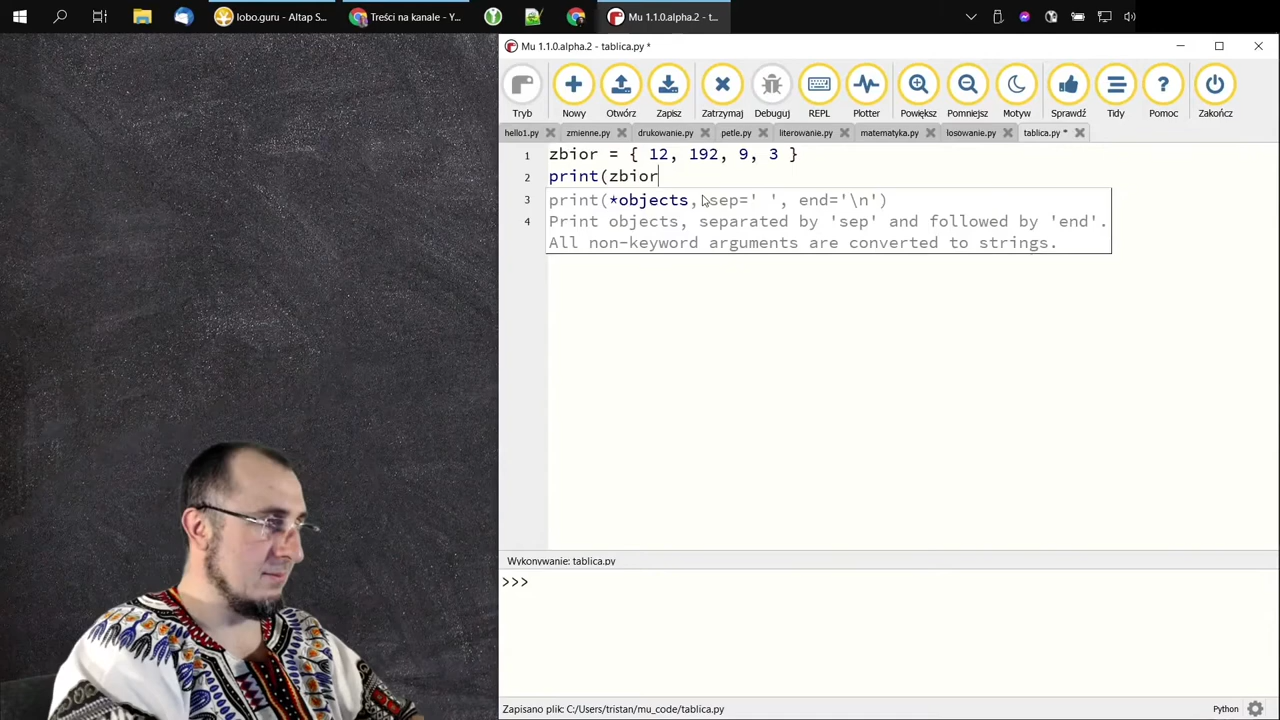 lobo.guru - Altap S...
Treści na kanale - Y...
Mu 1.1.0.alpha.2 - t...
Mu 1.1.0.alpha.2 - tablica.py *
Tryb
Nowy
Otwórz
Zapisz
Zatrzymaj
Debuguj
REPL
Plotter
Powiększ
Pomniejsz
Motyw
Sprawdź
Tidy
Pomoc
Zakończ
hello1.py
zmienne.py
drukowanie.py
petle.py
literowanie.py
matematyka.py
losowanie.py
tablica.py *
1 zbior = { 12, 192, 9, 3 }
2 print(zbior
3 print(*objects, sep=' ', end='\n')
4 Print objects, separated by 'sep' and followed by 'end'.
All non-keyword arguments are converted to strings.
Wykonywanie: tablica.py
>>>
Zapisano plik: C:/Users/tristan/mu_code/tablica.py
Python